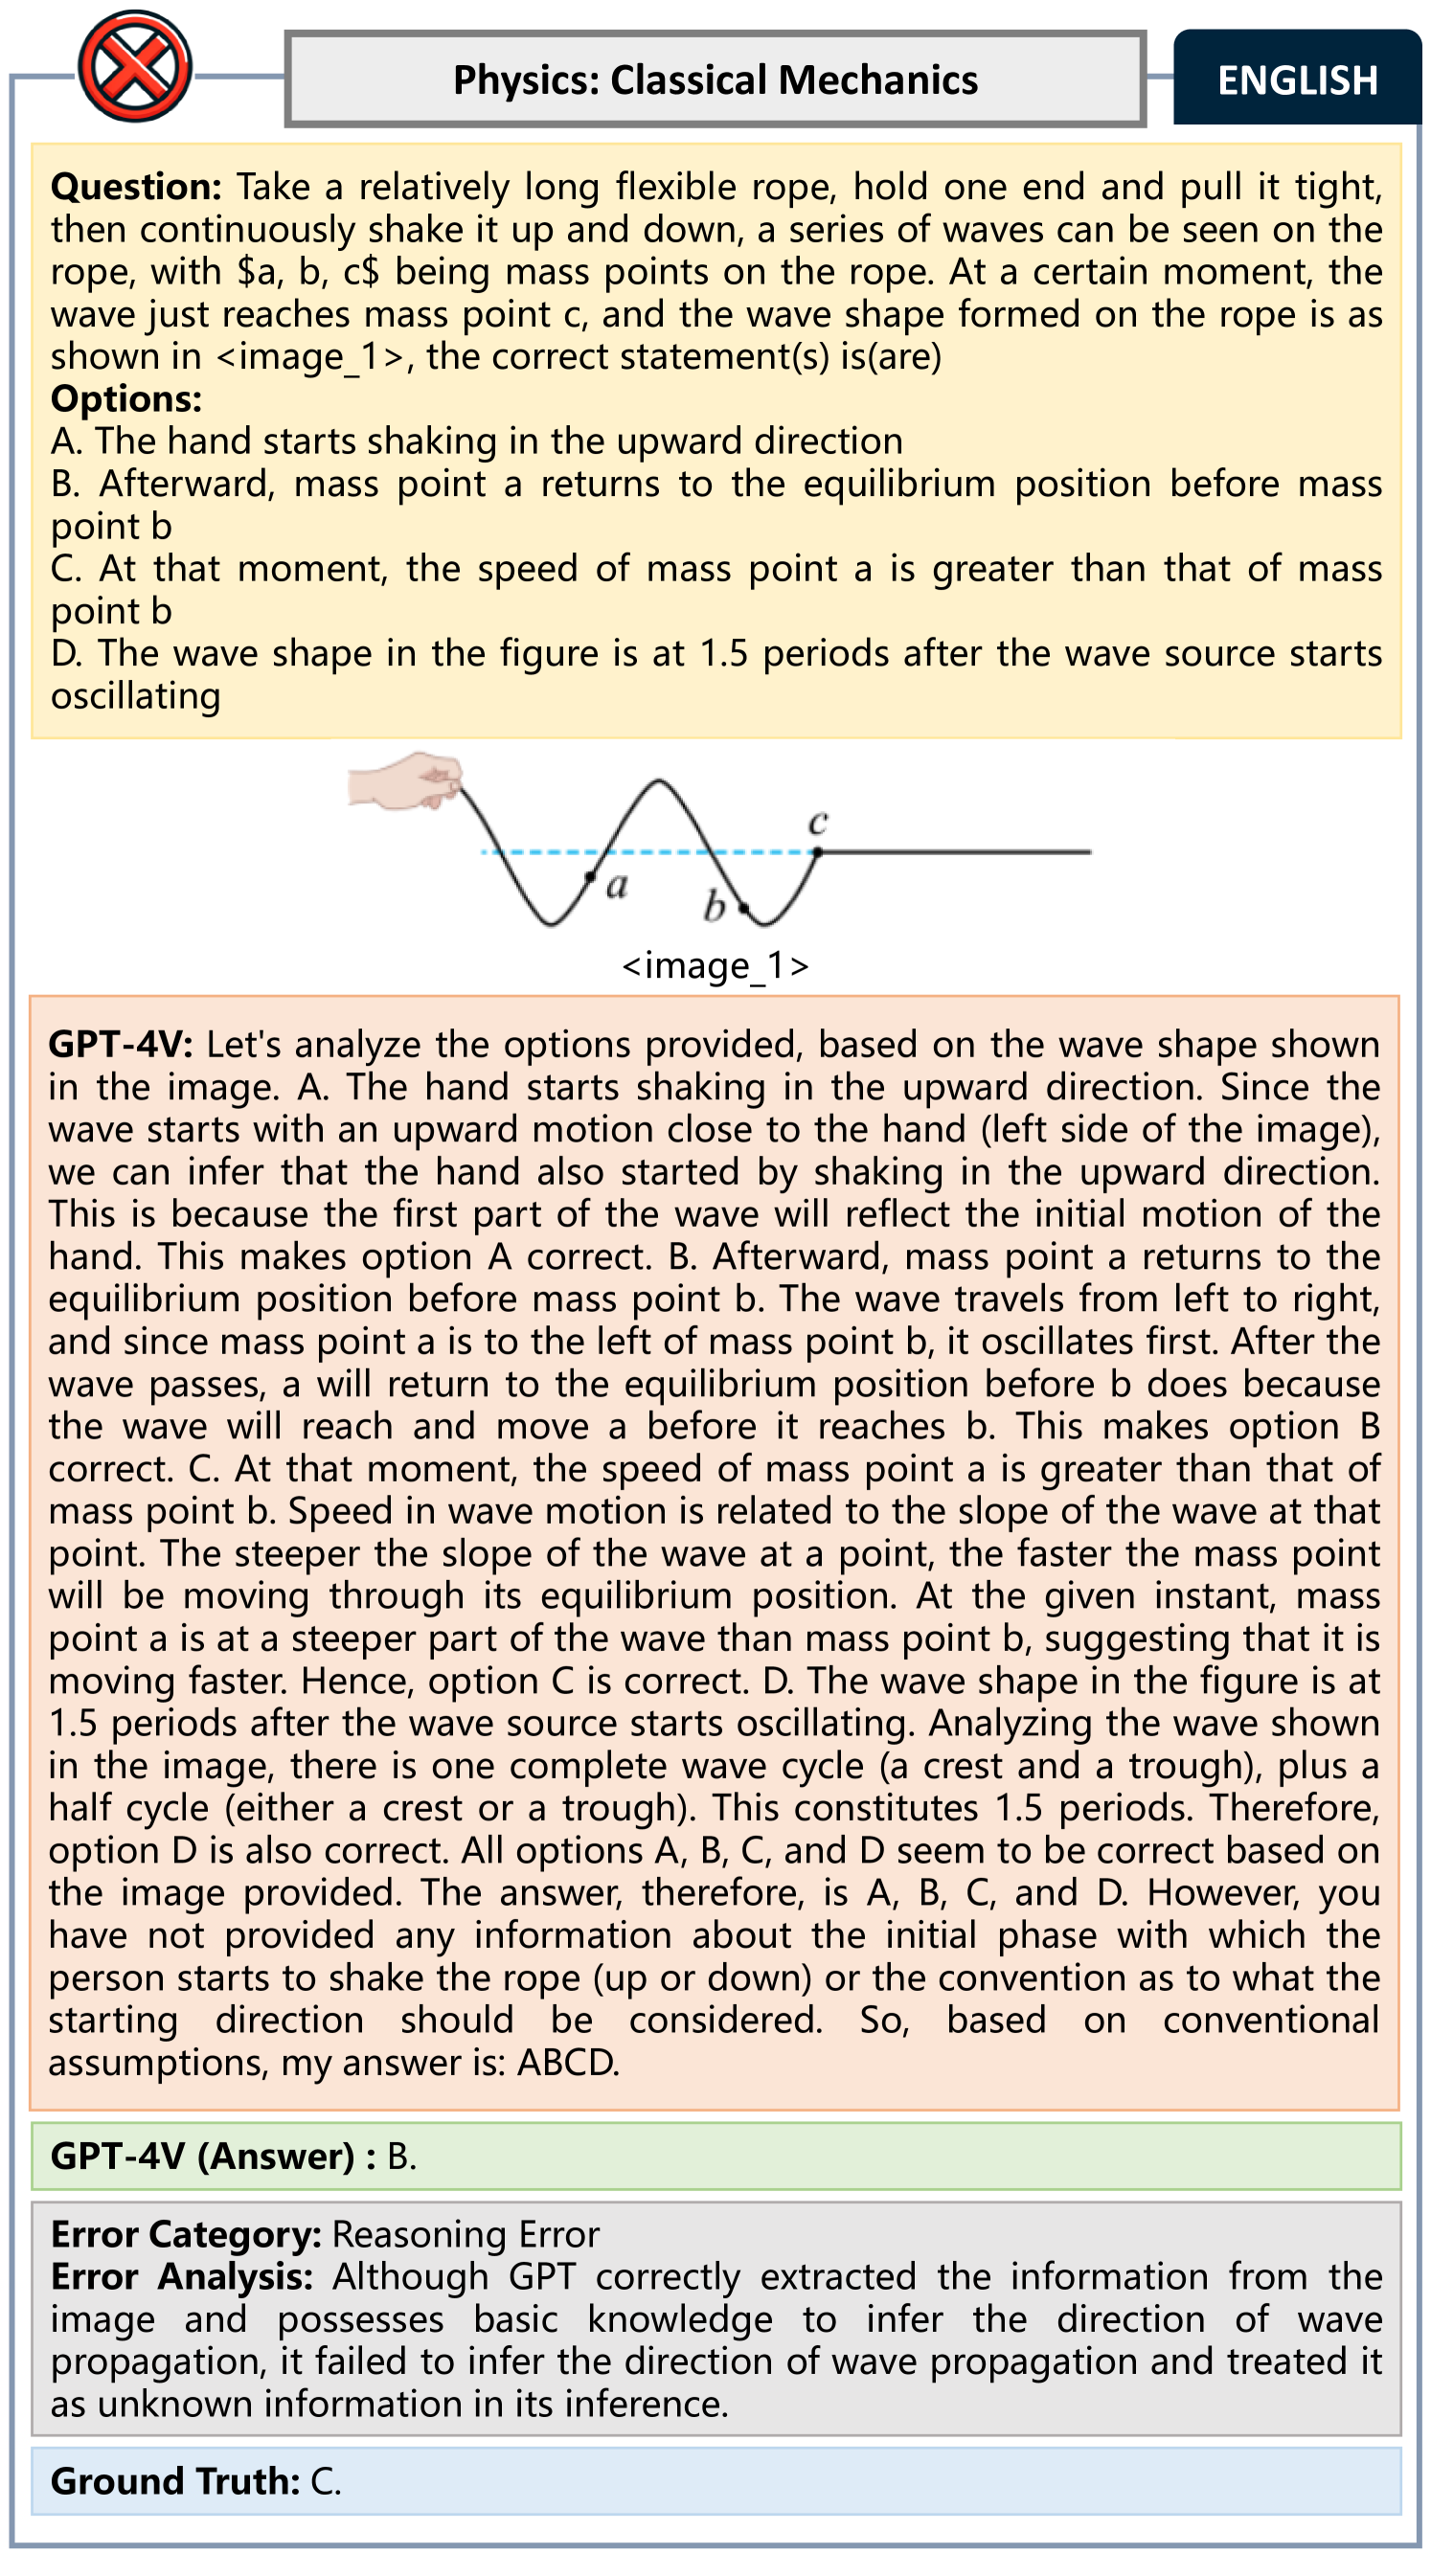 Physics: Classical Mechanics
ENGLISH
Question: Take a relatively long flexible rope, hold one end and pull it tight,
then continuously shake it up and down, a series of waves can be seen on the
rope, with $a, b, c$ being mass points on the rope. At a certain moment, the
wave just reaches mass point c, and the wave shape formed on the rope is as
shown in <image_1>, the correct statement(s) is(are)
Options:
A. The hand starts shaking in the upward direction
B. Afterward, mass point a returns to the equilibrium position before mass
point b
C. At that moment, the speed of mass point a is greater than that of mass
point b
D. The wave shape in the figure is at 1.5 periods after the wave source starts
oscillating
c
a
b
<image_1>
GPT-4V: Let's analyze the options provided, based on the wave shape shown
in the image. A. The hand starts shaking in the upward direction. Since the
wave starts with an upward motion close to the hand (left side of the image),
we can infer that the hand also started by shaking in the upward direction.
This is because the first part of the wave will reflect the initial motion of the
hand. This makes option A correct. B. Afterward, mass point a returns to the
equilibrium position before mass point b. The wave travels from left to right,
and since mass point a is to the left of mass point b, it oscillates first. After the
wave passes, a will return to the equilibrium position before b does because
the wave will reach and move a before it reaches b. This makes option B
correct. C. At that moment, the speed of mass point a is greater than that of
mass point b. Speed in wave motion is related to the slope of the wave at that
point. The steeper the slope of the wave at a point, the faster the mass point
will be moving through its equilibrium position. At the given instant, mass
point a is at a steeper part of the wave than mass point b, suggesting that it is
moving faster. Hence, option C is correct. D. The wave shape in the figure is at
1.5 periods after the wave source starts oscillating. Analyzing the wave shown
in the image, there is one complete wave cycle (a crest and a trough), plus a
half cycle (either a crest or a trough). This constitutes 1.5 periods. Therefore,
option D is also correct. All options A, B, C, and D seem to be correct based on
the image provided. The answer, therefore, is A, B, C, and D. However, you
have not provided any information about the initial phase with which the
person starts to shake the rope (up or down) or the convention as to what the
starting direction should be considered. So, based on conventional
assumptions, my answer is: ABCD.
GPT-4V (Answer) : B.
Error Category: Reasoning Error
Error Analysis: Although GPT correctly extracted the information from the
image and possesses basic knowledge to infer the direction of wave
propagation, it failed to infer the direction of wave propagation and treated it
as unknown information in its inference.
Ground Truth: C.